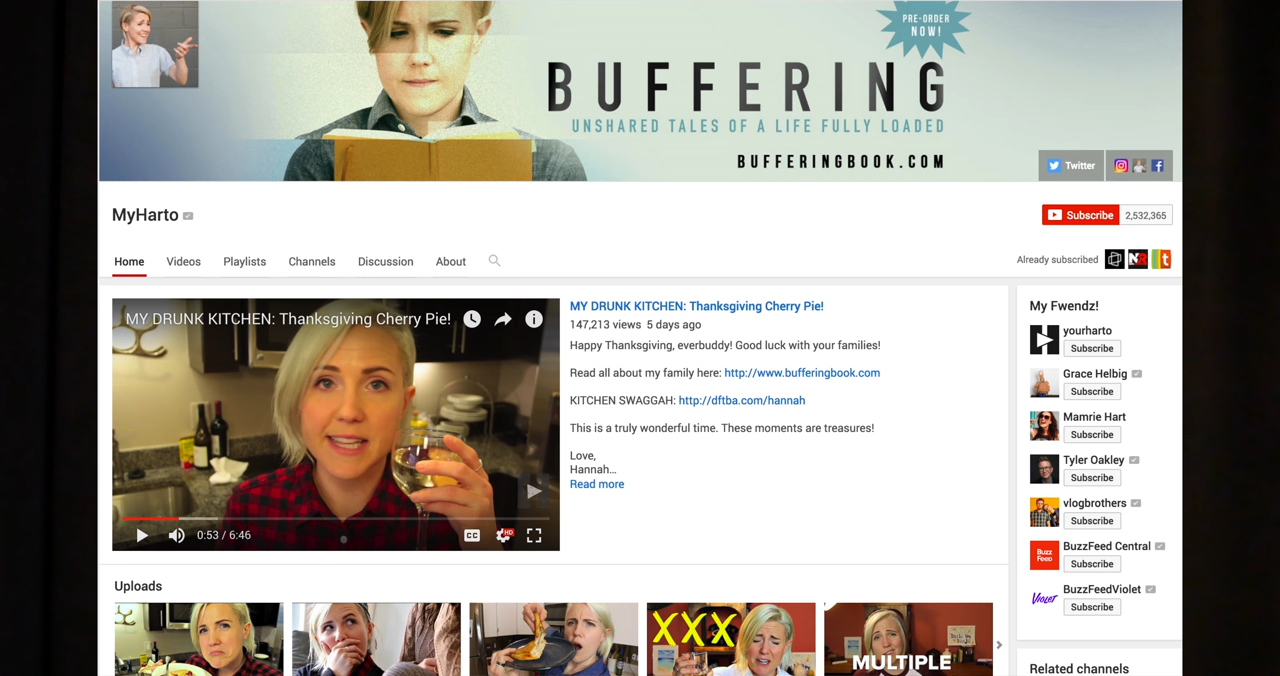 PRE-ORDER
NOW!
BUFFERING
UNSHARED TALES OF A LIFE FULLY LOADED
BUFFERINGBOOK.COM
Twitter
MyHarto
Subscribe 2,532,365
Home Videos Playlists Channels Discussion About
Already subscribed
MY DRUNK KITCHEN: Thanksgiving Cherry Pie!
0:53 / 6:46
CC
HD
MY DRUNK KITCHEN: Thanksgiving Cherry Pie!
147,213 views 5 days ago
Happy Thanksgiving, everbuddy! Good luck with your families!
Read all about my family here: http://www.bufferingbook.com
KITCHEN SWAGGAH: http://dftba.com/hannah
This is a truly wonderful time. These moments are treasures!
Love,
Hannah...
Read more
My Fwendz!
yourharto
Subscribe
Grace Helbig
Subscribe
Mamrie Hart
Subscribe
Tyler Oakley
Subscribe
vlogbrothers
Subscribe
Buzz
Feed
BuzzFeed Central
Subscribe
VIOLET
BuzzFeedViolet
Subscribe
Uploads
XXX
MULTIPLE
Related channels